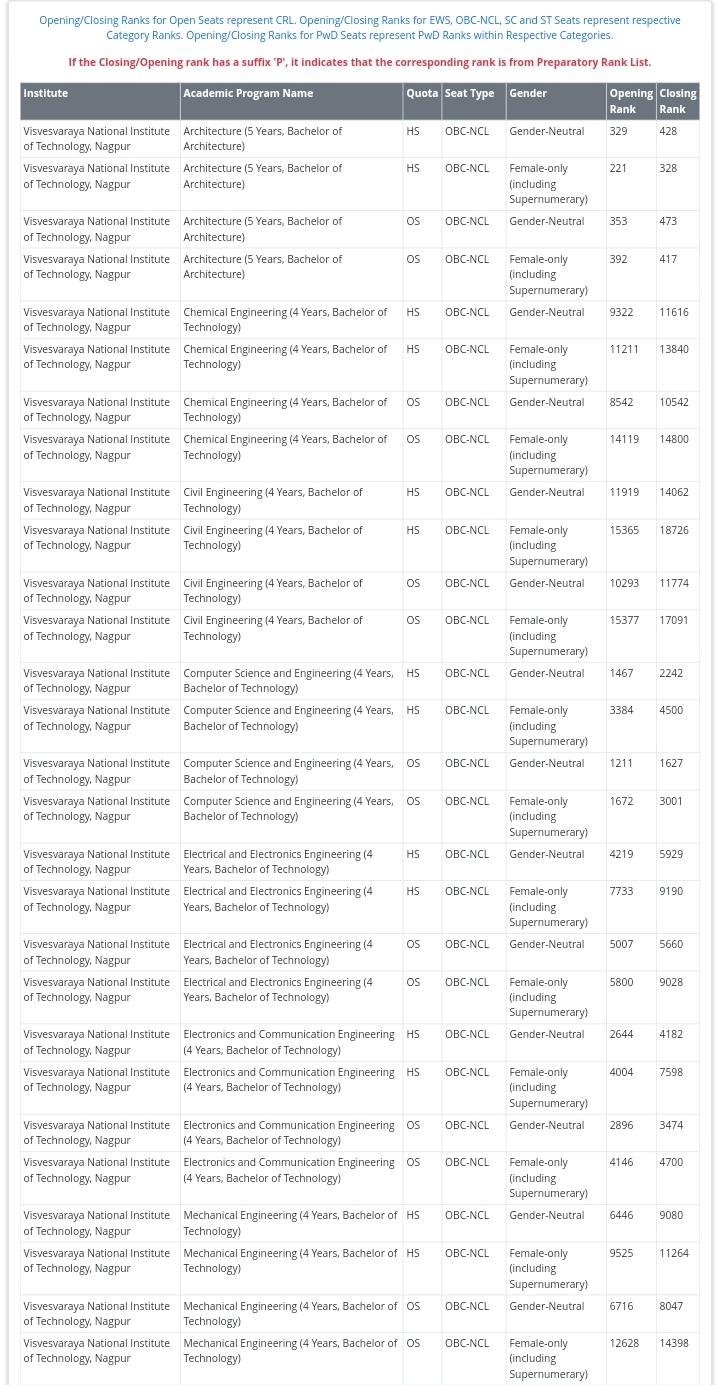 Opening/Closing Ranks for Open Seats represent CRL. Opening/Closing Ranks for EWS, OBC-NCL, SC and ST Seats represent respective
Category Ranks. Opening/Closing Ranks for PwD Seats represent PwD Ranks within Respective Categories.
If the Closing/Opening rank has a suffix 'P', it indicates that the corresponding rank is from Preparatory Rank List.
Institute Academic Program Name Quota Seat Type Gender Opening Closing
Rank Rank
Visvesvaraya National Institute Architecture (5 Years, Bachelor of HS OBC-NCL Gender-Neutral 329 428
of Technology, Nagpur Architecture)
Visvesvaraya National Institute Architecture (5 Years, Bachelor of HS OBC-NCL Female-only 221 328
of Technology, Nagpur Architecture) (including
Supernumerary)
Visvesvaraya National Institute Architecture (5 Years, Bachelor of OS OBC-NCL Gender-Neutral 353 473
of Technology, Nagpur Architecture)
Visvesvaraya National Institute Architecture (5 Years, Bachelor of OS OBC-NCL Female-only 392 417
of Technology, Nagpur Architecture) (including
Supernumerary)
Visvesvaraya National Institute Chemical Engineering (4 Years, Bachelor of HS OBC-NCL Gender-Neutral 9322 11616
of Technology, Nagpur Technology)
Visvesvaraya National Institute Chemical Engineering (4 Years, Bachelor of HS OBC-NCL Female-only 11211 13840
of Technology, Nagpur Technology) (including
Supernumerary)
Visvesvaraya National Institute Chemical Engineering (4 Years, Bachelor of OS OBC-NCL Gender-Neutral 8542 10542
of Technology, Nagpur Technology)
Visvesvaraya National Institute Chemical Engineering (4 Years, Bachelor of OS OBC-NCL Female-only 14119 14800
of Technology, Nagpur Technology) (including
Supernumerary)
Visvesvaraya National Institute Civil Engineering (4 Years, Bachelor of HS OBC-NCL Gender-Neutral 11919 14062
of Technology, Nagpur Technology)
Visvesvaraya National Institute Civil Engineering (4 Years, Bachelor of HS OBC-NCL Female-only 15365 18726
of Technology, Nagpur Technology) (including
Supernumerary)
Visvesvaraya National Institute Civil Engineering (4 Years, Bachelor of OS OBC-NCL Gender-Neutral 10293 11774
of Technology, Nagpur Technology)
Visvesvaraya National Institute Civil Engineering (4 Years, Bachelor of OS OBC-NCL Female-only 15377 17091
of Technology, Nagpur Technology) (including
Supernumerary)
Visvesvaraya National Institute Computer Science and Engineering (4 Years, HS OBC-NCL Gender-Neutral 1467 2242
of Technology, Nagpur Bachelor of Technology)
Visvesvaraya National Institute Computer Science and Engineering (4 Years, HS OBC-NCL Female-only 3384 4500
of Technology, Nagpur Bachelor of Technology) (including
Supernumerary)
Visvesvaraya National Institute Computer Science and Engineering (4 Years, OS OBC-NCL Gender-Neutral 1211 1627
of Technology, Nagpur Bachelor of Technology)
Visvesvaraya National Institute Computer Science and Engineering (4 Years, OS OBC-NCL Female-only 1672 3001
of Technology, Nagpur Bachelor of Technology) (including
Supernumerary)
Visvesvaraya National Institute Electrical and Electronics Engineering (4 HS OBC-NCL Gender-Neutral 4219 5929
of Technology, Nagpur Years, Bachelor of Technology)
Visvesvaraya National Institute Electrical and Electronics Engineering (4 HS OBC-NCL Female-only 7733 9190
of Technology, Nagpur Years, Bachelor of Technology) (including
Supernumerary)
Visvesvaraya National Institute Electrical and Electronics Engineering (4 OS OBC-NCL Gender-Neutral 5007 5660
of Technology, Nagpur Years, Bachelor of Technology)
Visvesvaraya National Institute Electrical and Electronics Engineering (4 OS OBC-NCL Female-only 5800 9028
of Technology, Nagpur Years, Bachelor of Technology) (including
Supernumerary)
Visvesvaraya National Institute Electronics and Communication Engineering HS OBC-NCL Gender-Neutral 2644 4182
of Technology, Nagpur (4 Years, Bachelor of Technology)
Visvesvaraya National Institute Electronics and Communication Engineering HS OBC-NCL Female-only 4004 7598
of Technology, Nagpur (4 Years, Bachelor of Technology) (including
Supernumerary)
Visvesvaraya National Institute Electronics and Communication Engineering OS OBC-NCL Gender-Neutral 2896 3474
of Technology, Nagpur (4 Years, Bachelor of Technology)
Visvesvaraya National Institute Electronics and Communication Engineering OS OBC-NCL Female-only 4146 4700
of Technology, Nagpur (4 Years, Bachelor of Technology) (including
Supernumerary)
Visvesvaraya National Institute Mechanical Engineering (4 Years, Bachelor of HS OBC-NCL Gender-Neutral 6446 9080
of Technology, Nagpur Technology)
Visvesvaraya National Institute Mechanical Engineering (4 Years, Bachelor of HS OBC-NCL Female-only 9525 11264
of Technology, Nagpur Technology) (including
Supernumerary)
Visvesvaraya National Institute Mechanical Engineering (4 Years, Bachelor of OS OBC-NCL Gender-Neutral 6716 8047
of Technology, Nagpur Technology)
Visvesvaraya National Institute Mechanical Engineering (4 Years, Bachelor of OS OBC-NCL Female-only 12628 14398
of Technology, Nagpur Technology) (including
Supernumerary)